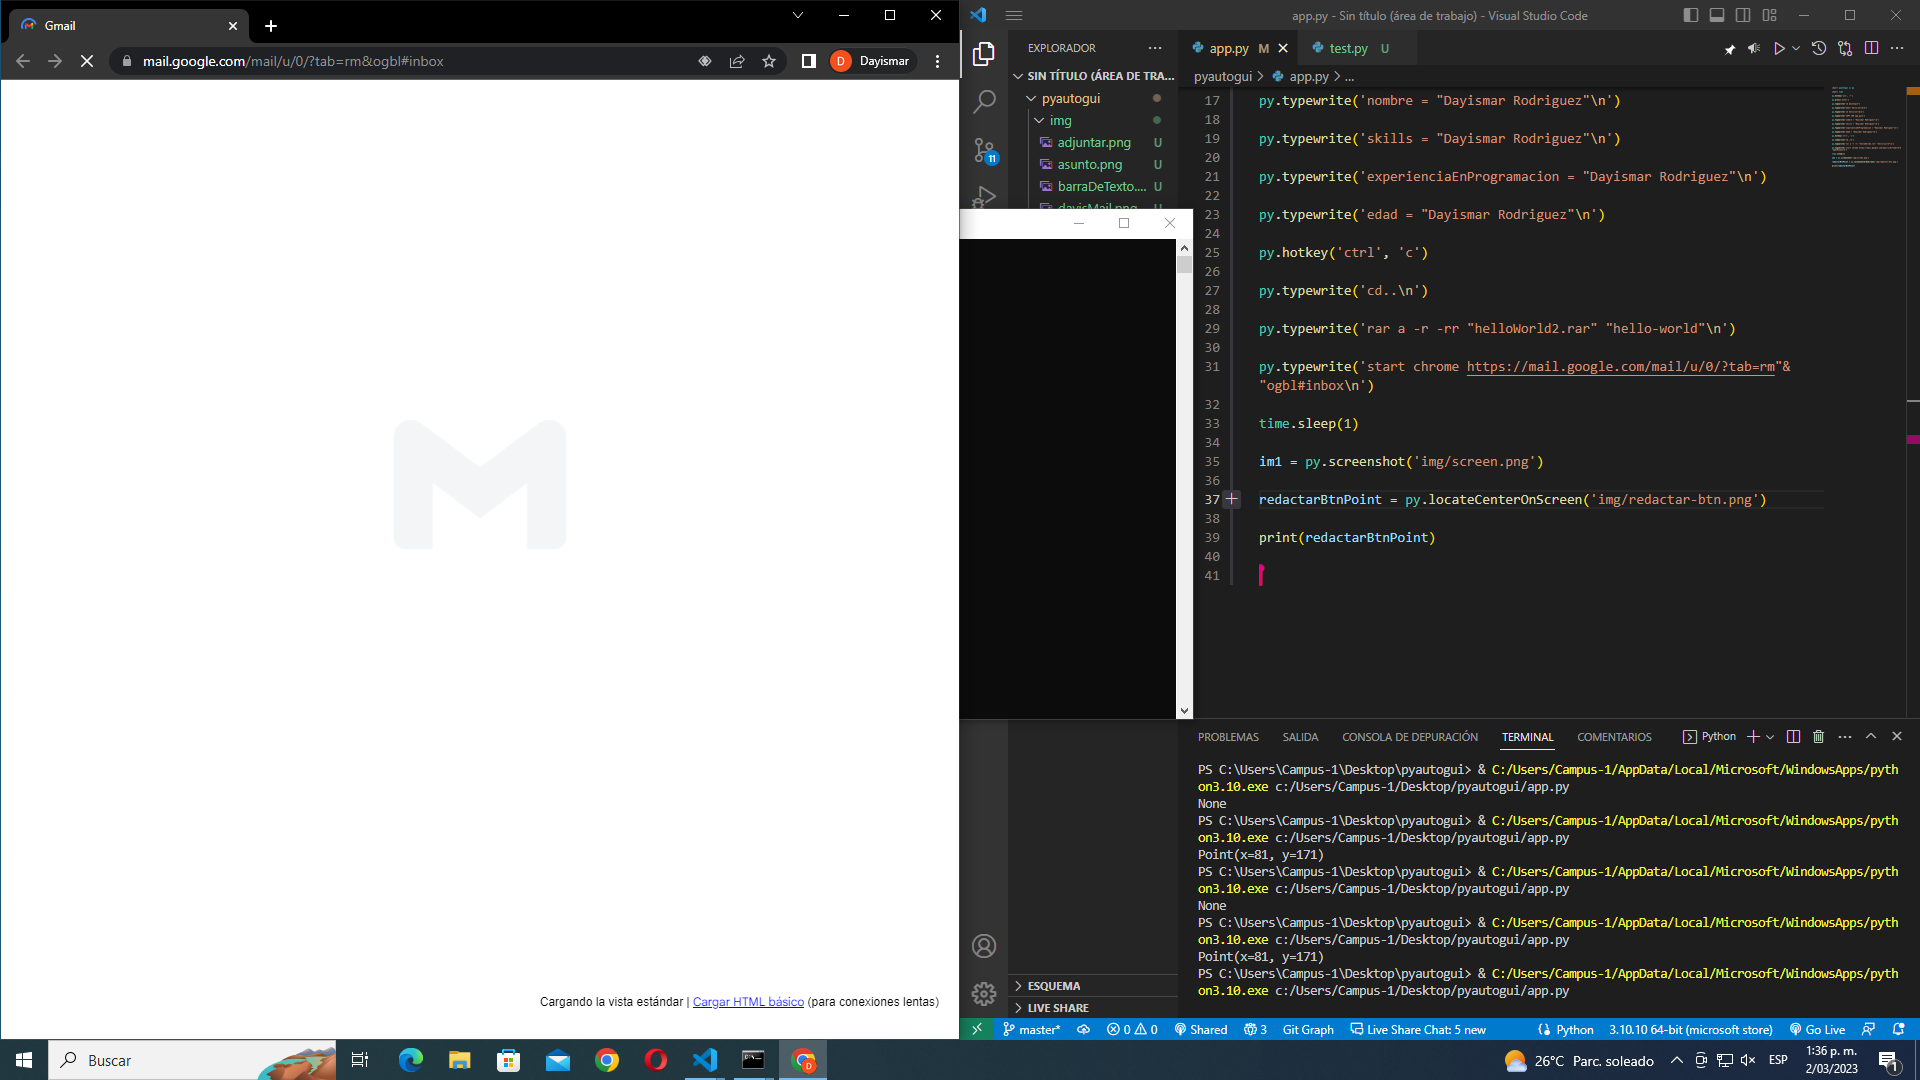 Gmail
mail.google.com/mail/u/0/?tab=rm&ogbl#inbox
D
Dayismar
Cargando la vista estándar | Cargar HTML básico (para conexiones lentas)
app.py - Sin título (área de trabajo) - Visual Studio Code
EXPLORADOR
SIN TÍTULO (ÁREA DE TRA...
pyautogui
img
adjuntar.png U
asunto.png U
barraDeTexto.... U
11
app.py M
test.py U
pyautogui > app.py > ...
17 py.typewrite('nombre = "Dayismar Rodriguez"\n')
18
19 py.typewrite('skills = "Dayismar Rodriguez"\n')
20
21 py.typewrite('experienciaEnProgramacion = "Dayismar Rodriguez"\n')
22
23 py.typewrite('edad = "Dayismar Rodriguez"\n')
24
25 py.hotkey('ctrl', 'c')
26
27 py.typewrite('cd..\n')
28
29 py.typewrite('rar a -r -rr "helloWorld2.rar" "hello-world"\n')
30
31 py.typewrite('start chrome https://mail.google.com/mail/u/0/?tab=rm"&
"ogbl#inbox\n')
32
33 time.sleep(1)
34
35 im1 = py.screenshot('img/screen.png')
36
37 redactarBtnPoint = py.locateCenterOnScreen('img/redactar-btn.png')
38
39 print(redactarBtnPoint)
40
41
PROBLEMAS SALIDA CONSOLA DE DEPURACIÓN TERMINAL COMENTARIOS Python
PS C:\Users\Campus-1\Desktop\pyautogui> & C:/Users/Campus-1/AppData/Local/Microsoft/WindowsApps/pyth
on3.10.exe c:/Users/Campus-1/Desktop/pyautogui/app.py
None
PS C:\Users\Campus-1\Desktop\pyautogui> & C:/Users/Campus-1/AppData/Local/Microsoft/WindowsApps/pyth
on3.10.exe c:/Users/Campus-1/Desktop/pyautogui/app.py
Point(x=81, y=171)
PS C:\Users\Campus-1\Desktop\pyautogui> & C:/Users/Campus-1/AppData/Local/Microsoft/WindowsApps/pyth
on3.10.exe c:/Users/Campus-1/Desktop/pyautogui/app.py
None
PS C:\Users\Campus-1\Desktop\pyautogui> & C:/Users/Campus-1/AppData/Local/Microsoft/WindowsApps/pyth
on3.10.exe c:/Users/Campus-1/Desktop/pyautogui/app.py
Point(x=81, y=171)
PS C:\Users\Campus-1\Desktop\pyautogui> & C:/Users/Campus-1/AppData/Local/Microsoft/WindowsApps/pyth
on3.10.exe c:/Users/Campus-1/Desktop/pyautogui/app.py
ESQUEMA
LIVE SHARE
master* 0 0 Shared 3 Git Graph Live Share Chat: 5 new Python 3.10.10 64-bit (microsoft store) Go Live
Buscar
26°C Parc. soleado
ESP
1:36 p. m.
2/03/2023
1